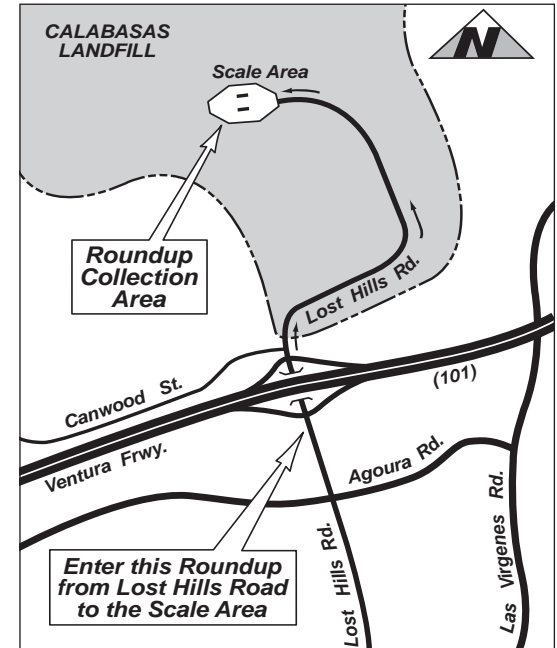 CALABASAS
LANDFILL
N
Scale Area
Roundup
Collection
Area
Lost Hills Rd.
(101)
Canwood St.
Ventura Frwy.
Agoura Rd.
Enter this Roundup
from Lost Hills Road
to the Scale Area
Lost Hills Rd.
Las Virgenes Rd.